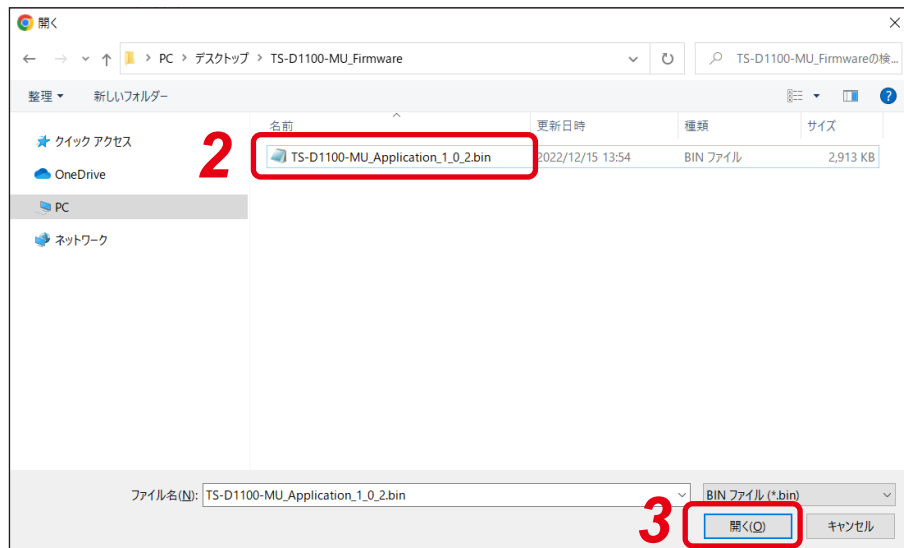 開く
PC > デスクトップ > TS-D1100-MU_Firmware
TS-D1100-MU_Firmwareの検...
整理 新しいフォルダー
名前 更新日時 種類 サイズ
クイック アクセス
2
TS-D1100-MU_Application_1_0_2.bin 2022/12/15 13:54 BIN ファイル 2,913 KB
OneDrive
PC
ネットワーク
ファイル名(N): TS-D1100-MU_Application_1_0_2.bin BIN ファイル (*.bin)
3
開く(O) キャンセル